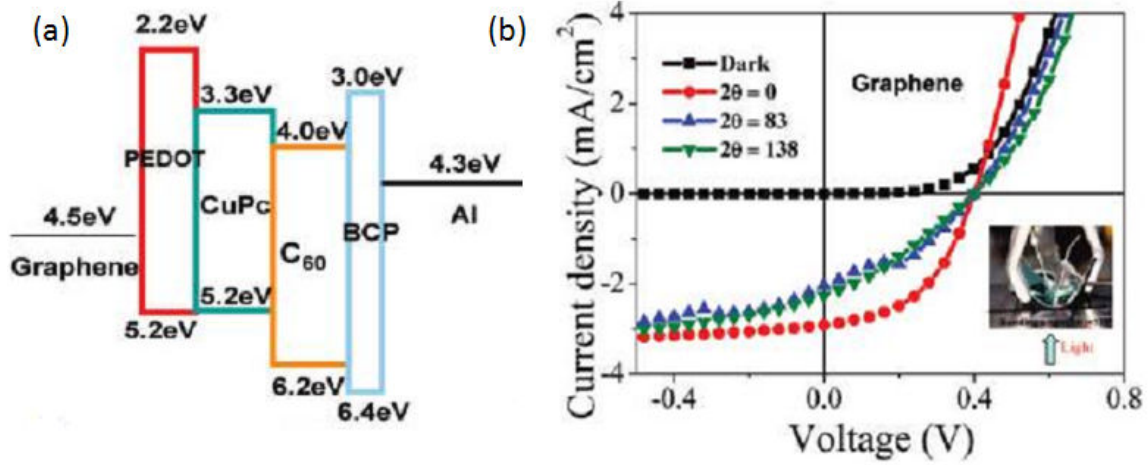 (a)
2.2eV
3.3eV
4.0eV
3.0eV
4.3eV
4.5eV
PEDOT
CuPc
C60
BCP
Al
Graphene
5.2eV
5.2eV
6.2eV
6.4eV
(b)
Current density (mA/cm²)
4
2
0
-2
-4
Dark
2θ = 0
2θ = 83
2θ = 138
Graphene
Light
-0.4
0.0
0.4
0.8
Voltage (V)